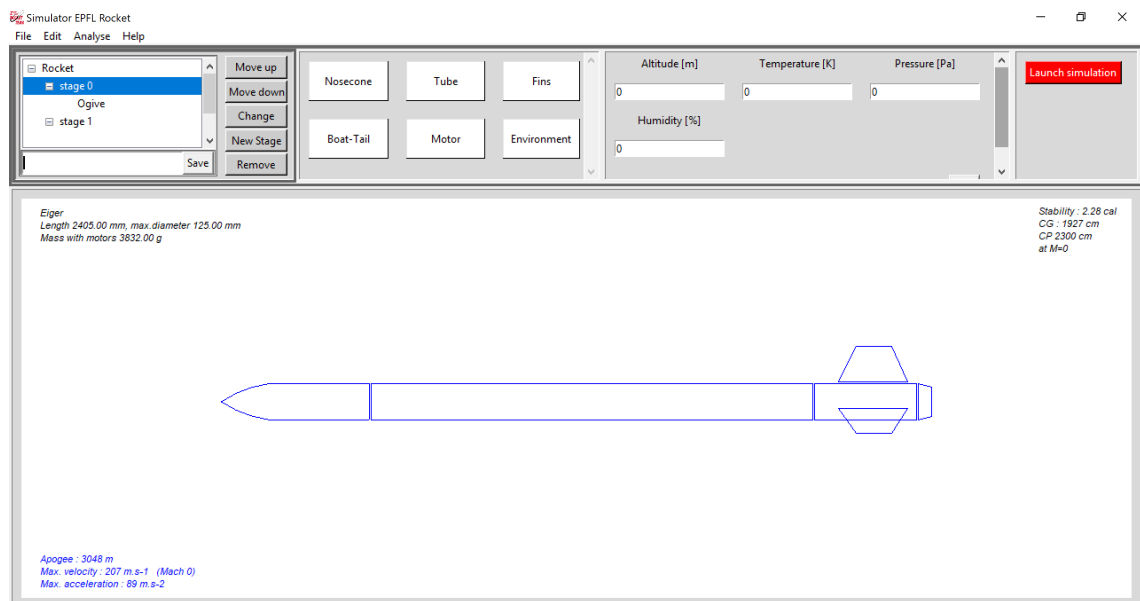 Simulator EPFL Rocket
File Edit Analyse Help
Rocket
stage 0
Ogive
stage 1
Save
Move up
Move down
Change
New Stage
Remove
Nosecone Tube Fins
Boat-Tail Motor Environment
Altitude [m] Temperature [K] Pressure [Pa]
0 0 0
Humidity [%]
0
Launch simulation
Eiger
Length 2405.00 mm, max.diameter 125.00 mm
Mass with motors 3832.00 g
Stability : 2.28 cal
CG : 1927 cm
CP 2300 cm
at M=0
Apogee : 3048 m
Max. velocity : 207 m.s-1 (Mach 0)
Max. acceleration : 89 m.s-2